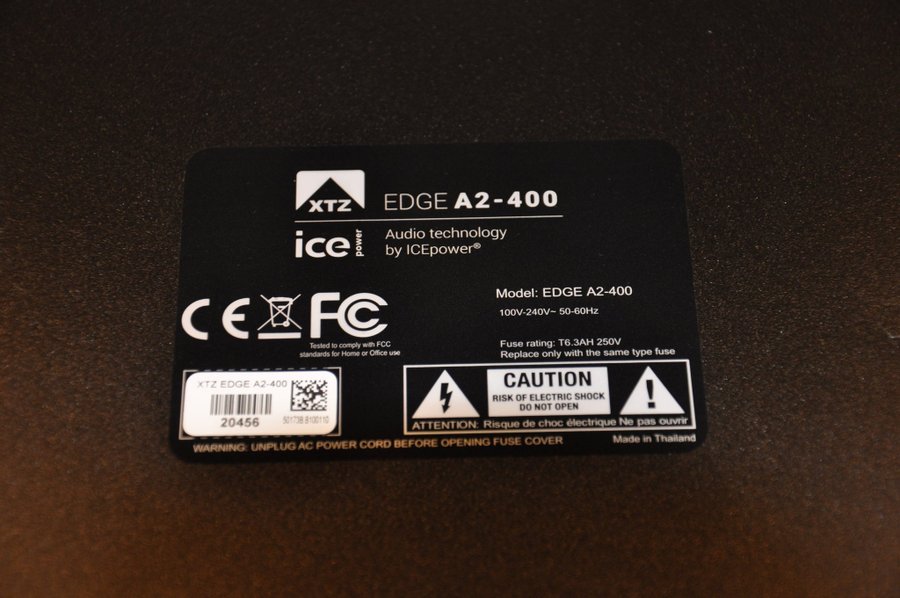 XTZ
EDGE A2-400
ice power
Audio technology
by ICEpower®
Model: EDGE A2-400
100V-240V~ 50-60Hz
CE
FC
Tested to comply with FCC
standards for Home or Office use
Fuse rating: T6.3AH 250V
Replace only with the same type fuse
XTZ EDGE A2-400
20456
50173B.S100110
CAUTION
RISK OF ELECTRIC SHOCK
DO NOT OPEN
ATTENTION: Risque de choc électrique Ne pas ouvrir
WARNING: UNPLUG AC POWER CORD BEFORE OPENING FUSE COVER
Made in Thailand